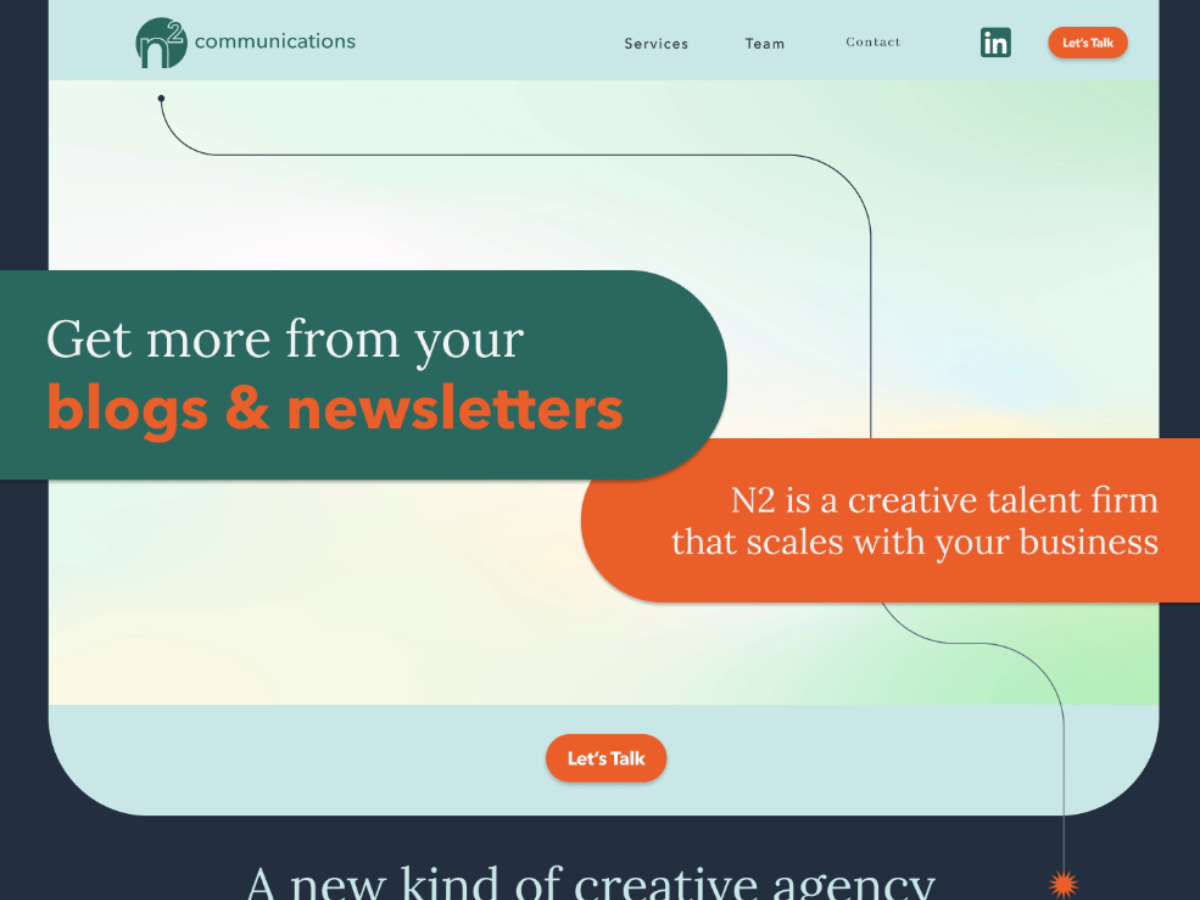 n2 communications
Services
Team
Contact
in
Let's Talk
Get more from your
blogs & newsletters
N2 is a creative talent firm
that scales with your business
Let's Talk
A new kind of creative agency